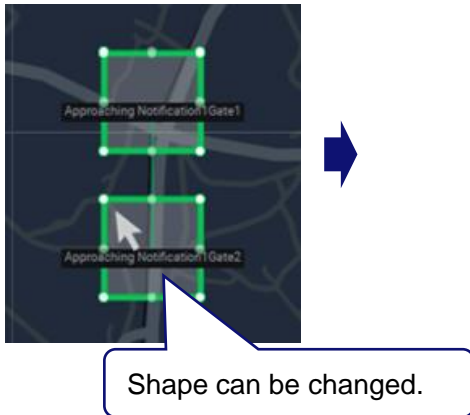 Approaching Notification1Gate1
Approaching Notification1Gate2
Shape can be changed.